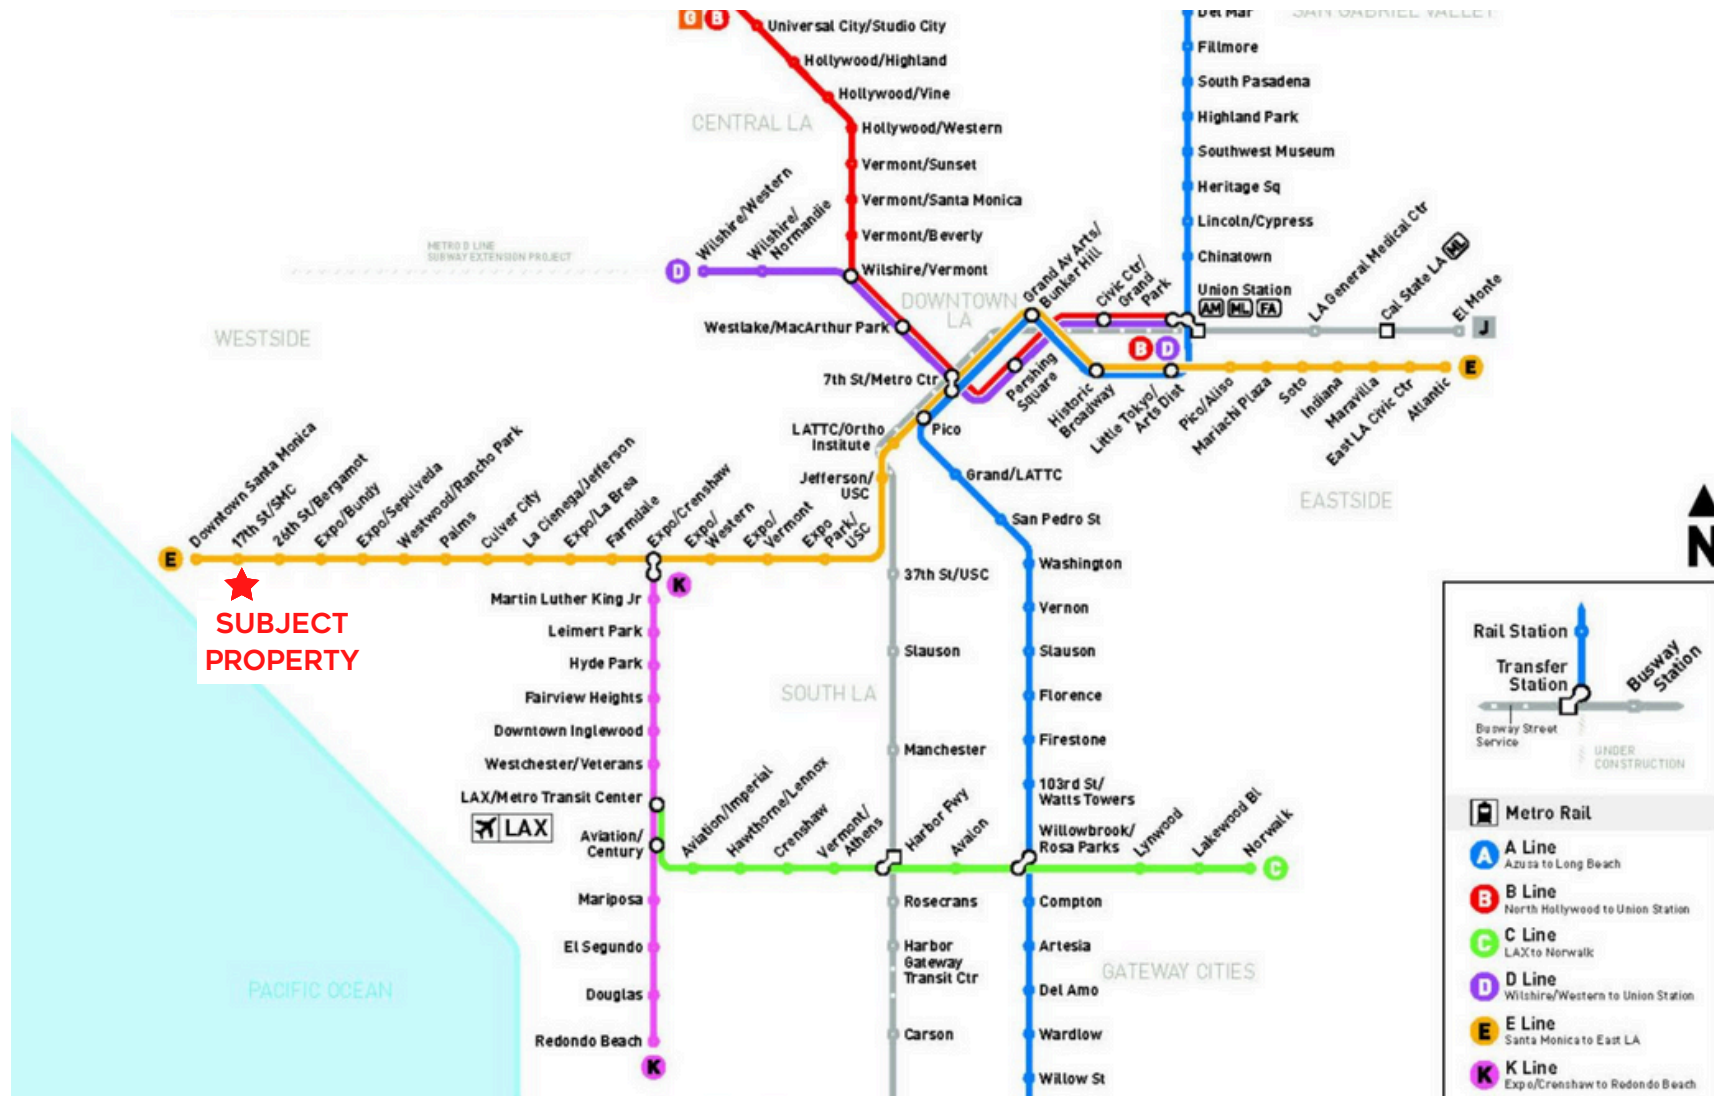 G B
Universal City/Studio City
Hollywood/Highland
Hollywood/Vine
Hollywood/Western
Vermont/Sunset
Vermont/Santa Monica
Vermont/Beverly
Wilshire/Vermont
CENTRAL LA
Wilshire/Western
Wilshire/
Normandie
METRO D LINE
SUBWAY EXTENSION PROJECT
D
WESTSIDE
Westlake/MacArthur Park
7th St/Metro Ctr
DOWNTOWN
LA
Grand Av Arts/
Bunker Hill
Civic Ctr/
Grand
Park
Pershing
Square
Historic
Broadway
Little Tokyo/
Arts Dist
B D
Del Mar
SAN GABRIEL VALLEY
Fillmore
South Pasadena
Highland Park
Southwest Museum
Heritage Sq
Lincoln/Cypress
Chinatown
Union Station
AM ML FA
LA General Medical Ctr
Cal State LA ML
El Monte
J
Pico/Aliso
Mariachi Plaza
Soto
Indiana
Maravilla
East LA Civic Ctr
Atlantic
E
EASTSIDE
LATTC/Ortho
Institute
Pico
Jefferson/
USC
Grand/LATTC
San Pedro St
Washington
Vernon
Slauson
Florence
Firestone
103rd St/
Watts Towers
Willowbrook/
Rosa Parks
Compton
Artesia
Del Amo
Wardlow
Willow St
E
Downtown Santa Monica
17th St/SMC
26th St/Bergamot
Expo/Bundy
Expo/Sepulveda
Westwood/Rancho Park
Palms
Culver City
La Cienega/Jefferson
Expo/La Brea
Farmdale
Expo/Crenshaw
Expo/
Western
Expo/
Vermont
Expo
Park/
USC
SUBJECT
PROPERTY
K
Martin Luther King Jr
Leimert Park
Hyde Park
Fairview Heights
Downtown Inglewood
Westchester/Veterans
LAX/Metro Transit Center
LAX
Aviation/
Century
Mariposa
El Segundo
Douglas
Redondo Beach
K
SOUTH LA
37th St/USC
Slauson
Manchester
Harbor Fwy
Rosecrans
Harbor
Gateway
Transit Ctr
Carson
Aviation/Imperial
Hawthorne/Lennox
Crenshaw
Vermont/
Athens
Avalon
Lynwood
Lakewood Bl
Norwalk
C
GATEWAY CITIES
PACIFIC OCEAN
N
Rail Station
Transfer
Station
Busway
Station
Busway Street
Service
UNDER
CONSTRUCTION
Metro Rail
A A Line
Azusa to Long Beach
B B Line
North Hollywood to Union Station
C C Line
LAX to Norwalk
D D Line
Wilshire/Western to Union Station
E E Line
Santa Monica to East LA
K K Line
Expo/Crenshaw to Redondo Beach